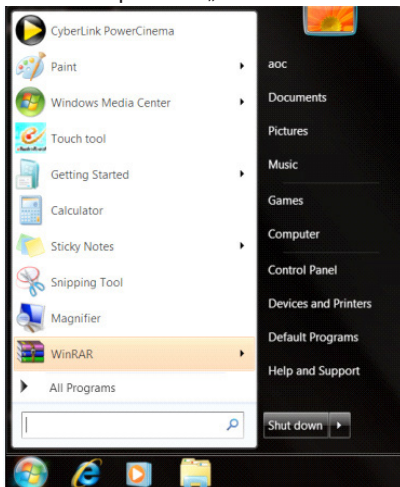 CyberLink PowerCinema
Paint
Windows Media Center
Touch tool
Getting Started
Calculator
Sticky Notes
Snipping Tool
Magnifier
WinRAR
All Programs
aoc
Documents
Pictures
Music
Games
Computer
Control Panel
Devices and Printers
Default Programs
Help and Support
Shut down